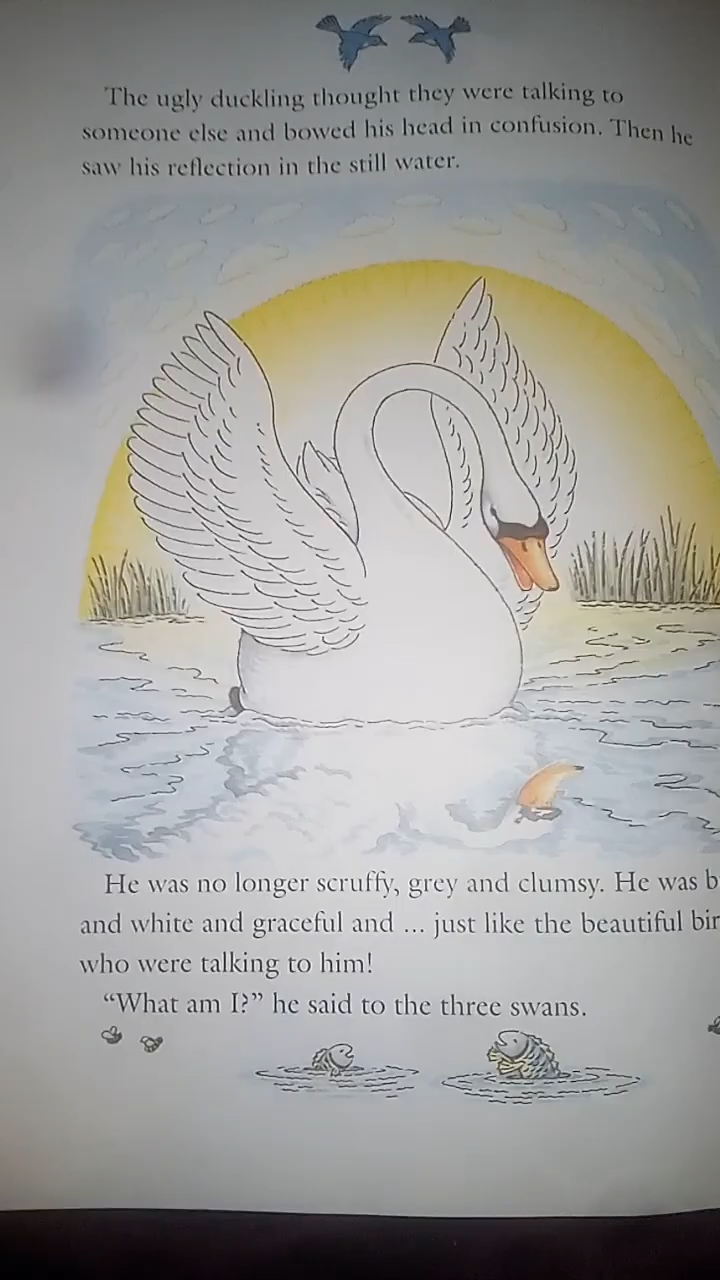 The ugly duckling thought they were talking to
someone else and bowed his head in confusion. Then he
saw his reflection in the still water.
He was no longer scruffy, grey and clumsy. He was
and white and graceful and ... just like the beautiful
who were talking to him!
“What am I?” he said to the three swans.